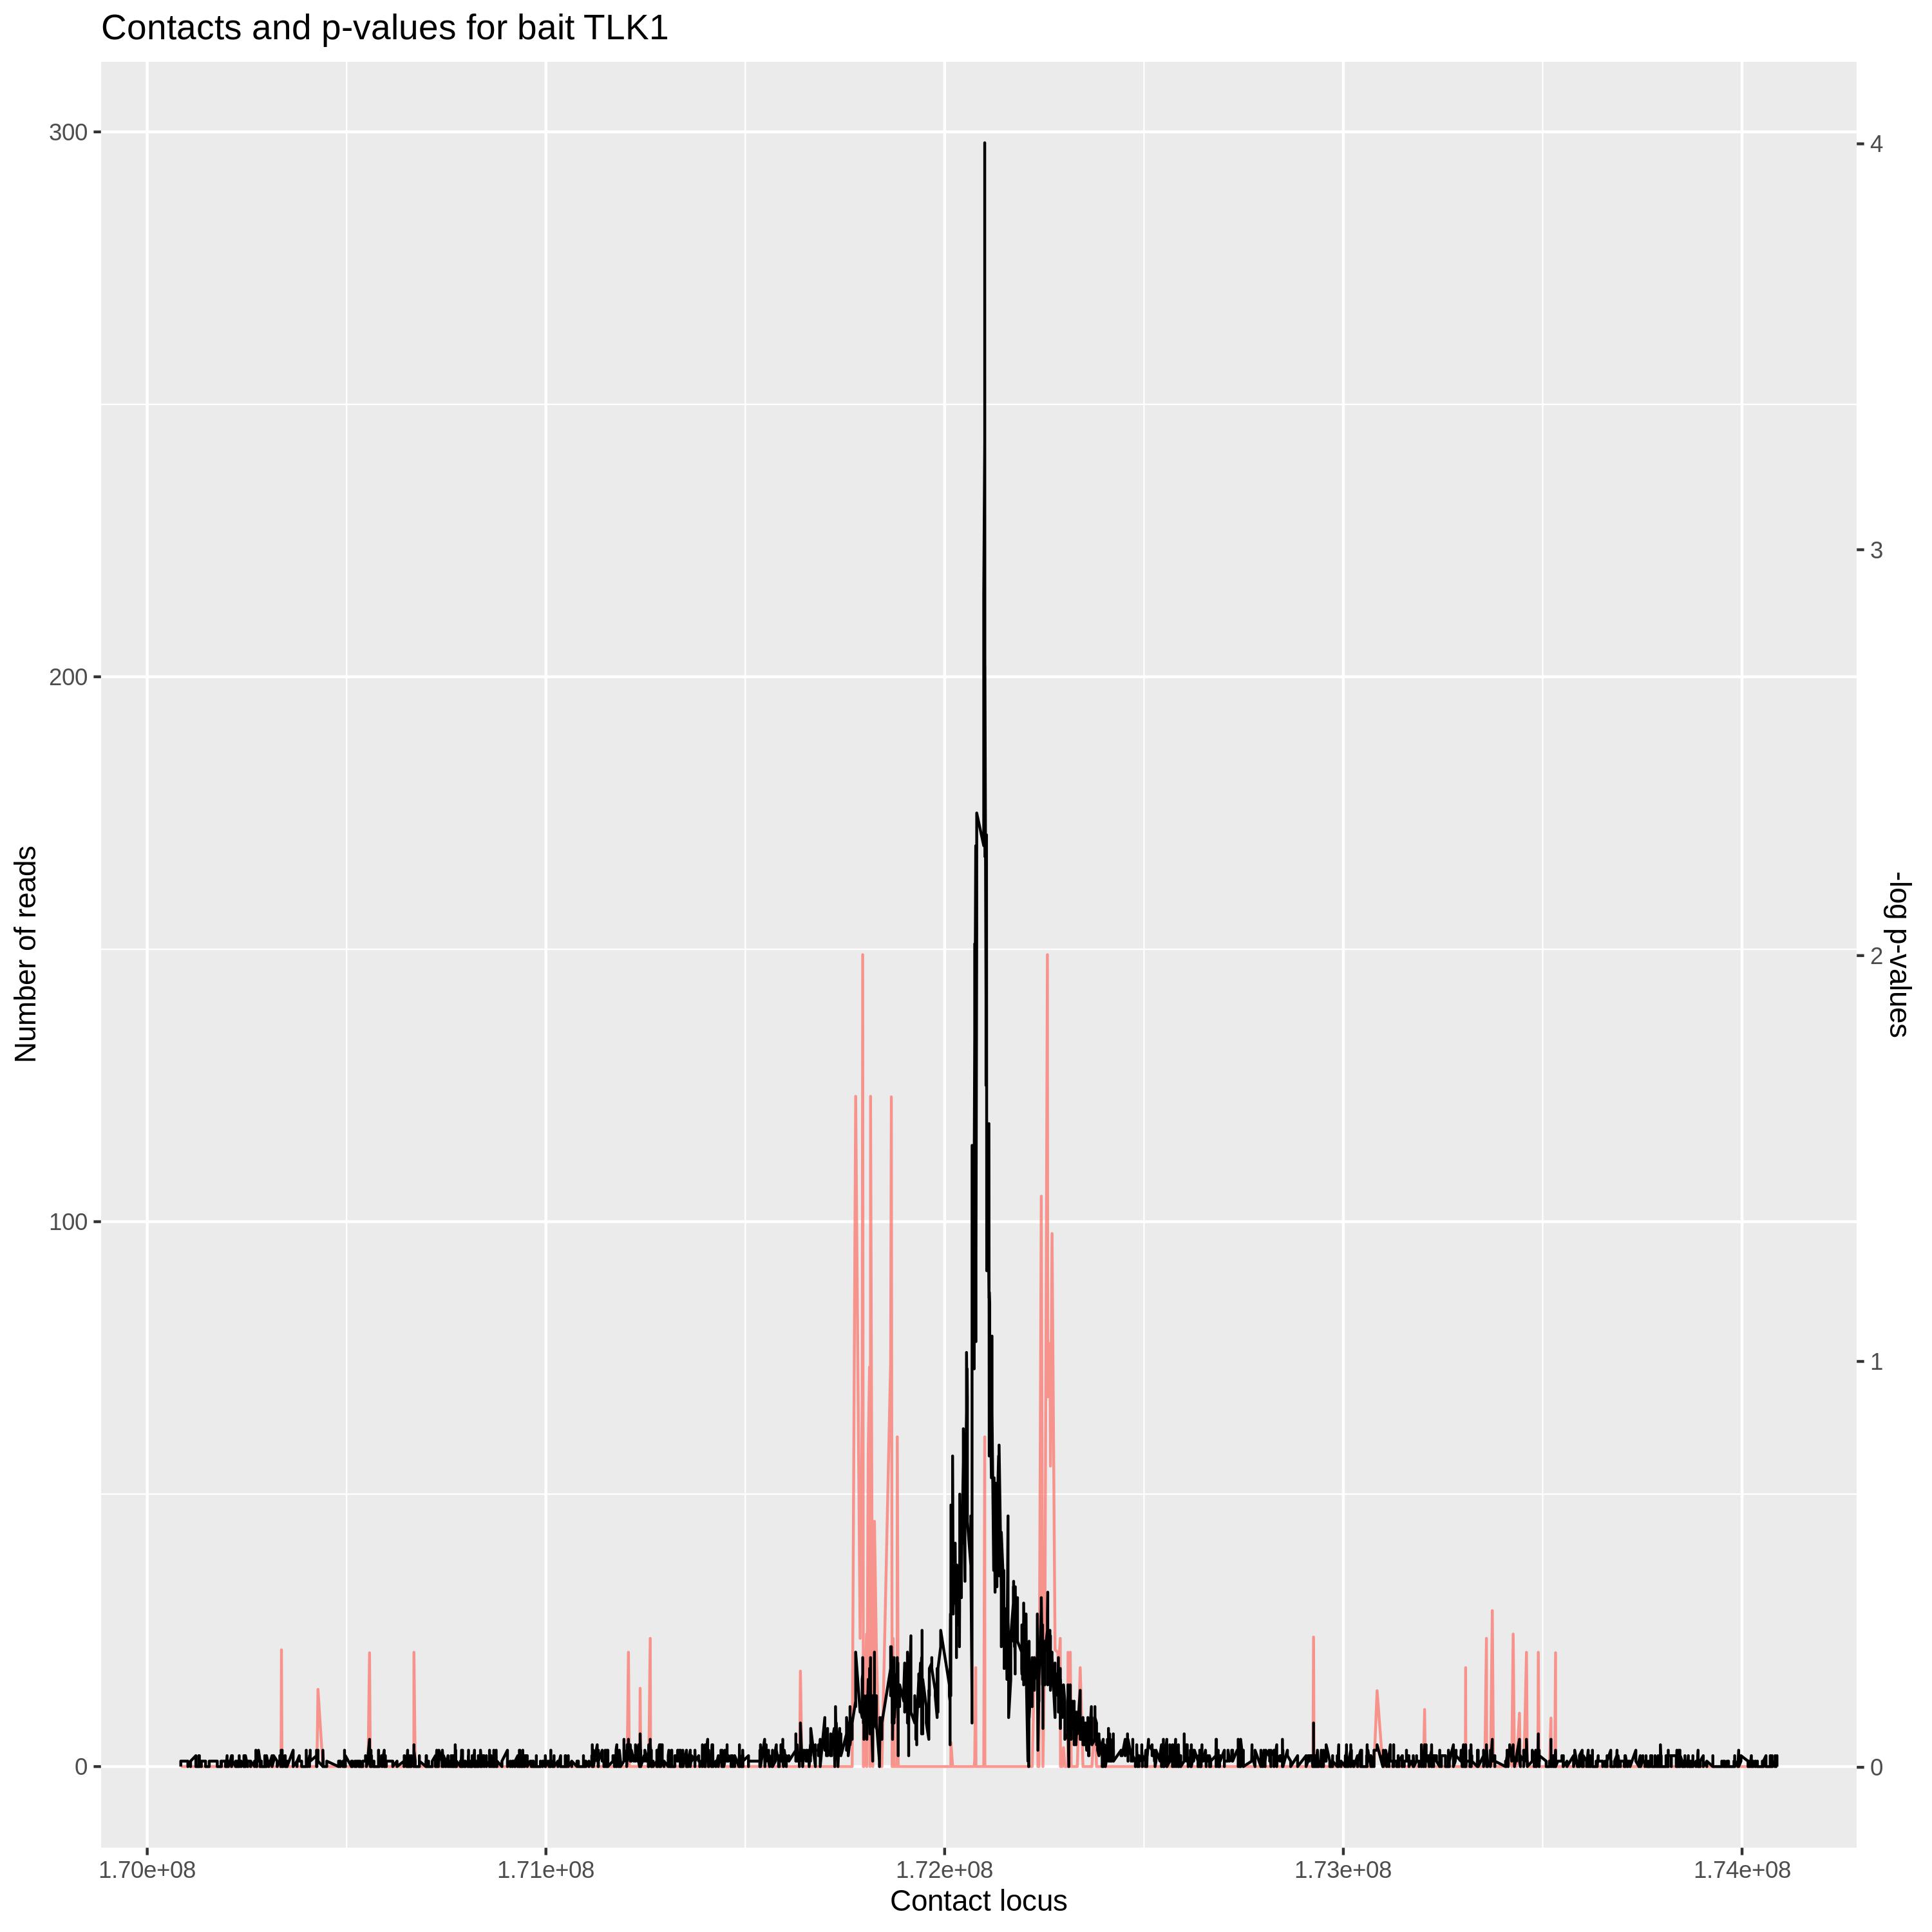 Contacts and p-values for bait TLK1
300
200
100
0
Number of reads
4
3
2
1
0
-log p-values
1.70e+08
1.71e+08
1.72e+08
1.73e+08
1.74e+08
Contact locus